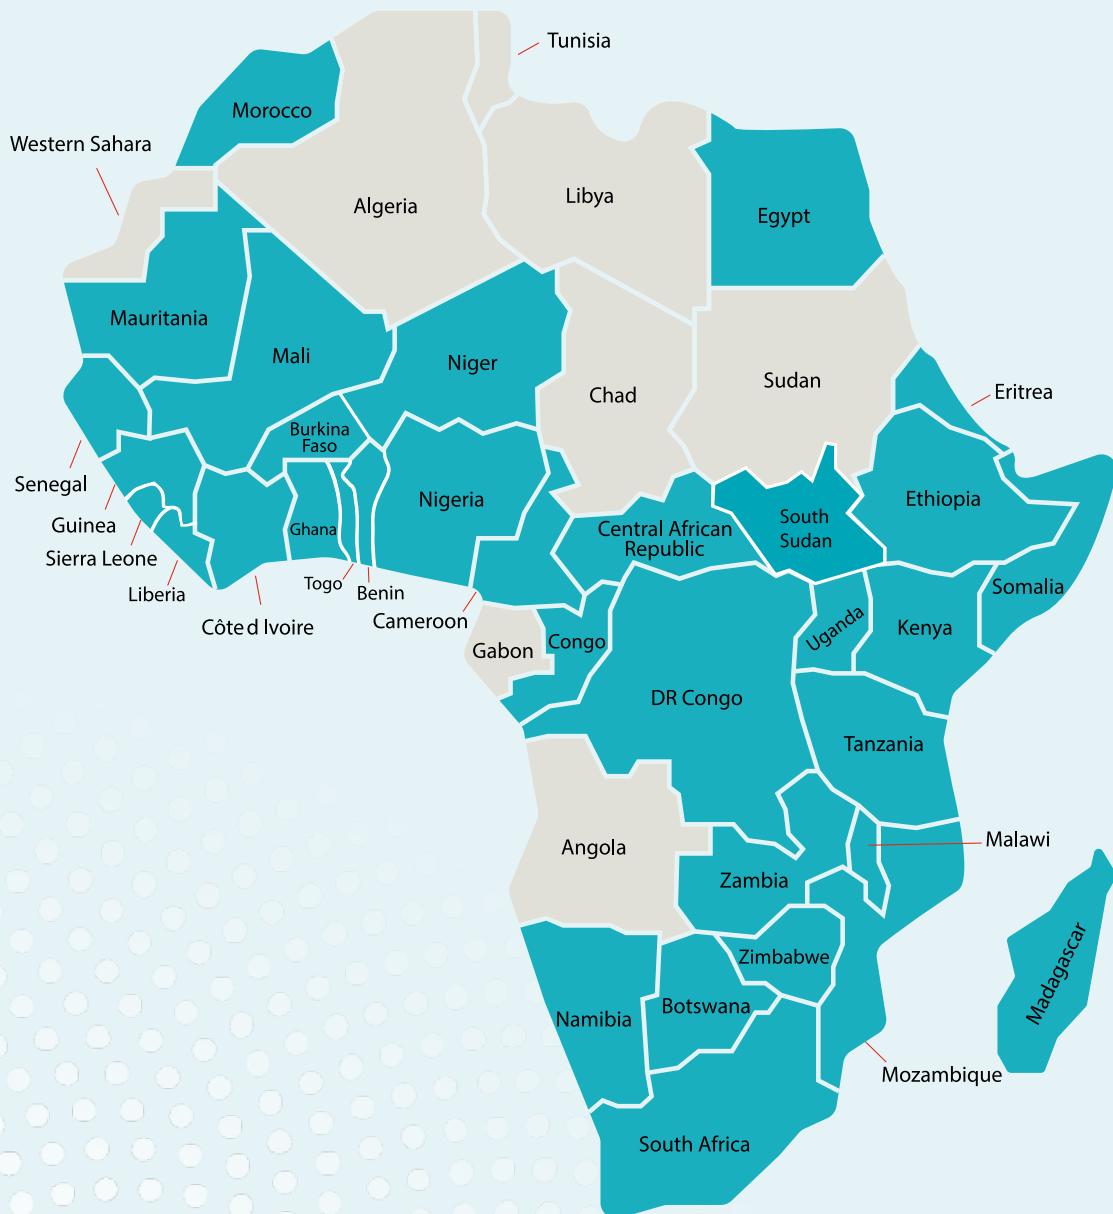 Tunisia
Morocco
Western Sahara
Algeria
Libya
Egypt
Mauritania
Mali
Niger
Chad
Sudan
Eritrea
Burkina
Faso
Senegal
Nigeria
Ethiopia
Guinea
Ghana
Central African
Republic
South
Sudan
Sierra Leone
Liberia
Togo
Benin
Somalia
Côte d Ivoire
Cameroon
Uganda
Kenya
Gabon
Congo
DR Congo
Tanzania
Angola
Malawi
Zambia
Zimbabwe
Madagascar
Namibia
Botswana
Mozambique
South Africa